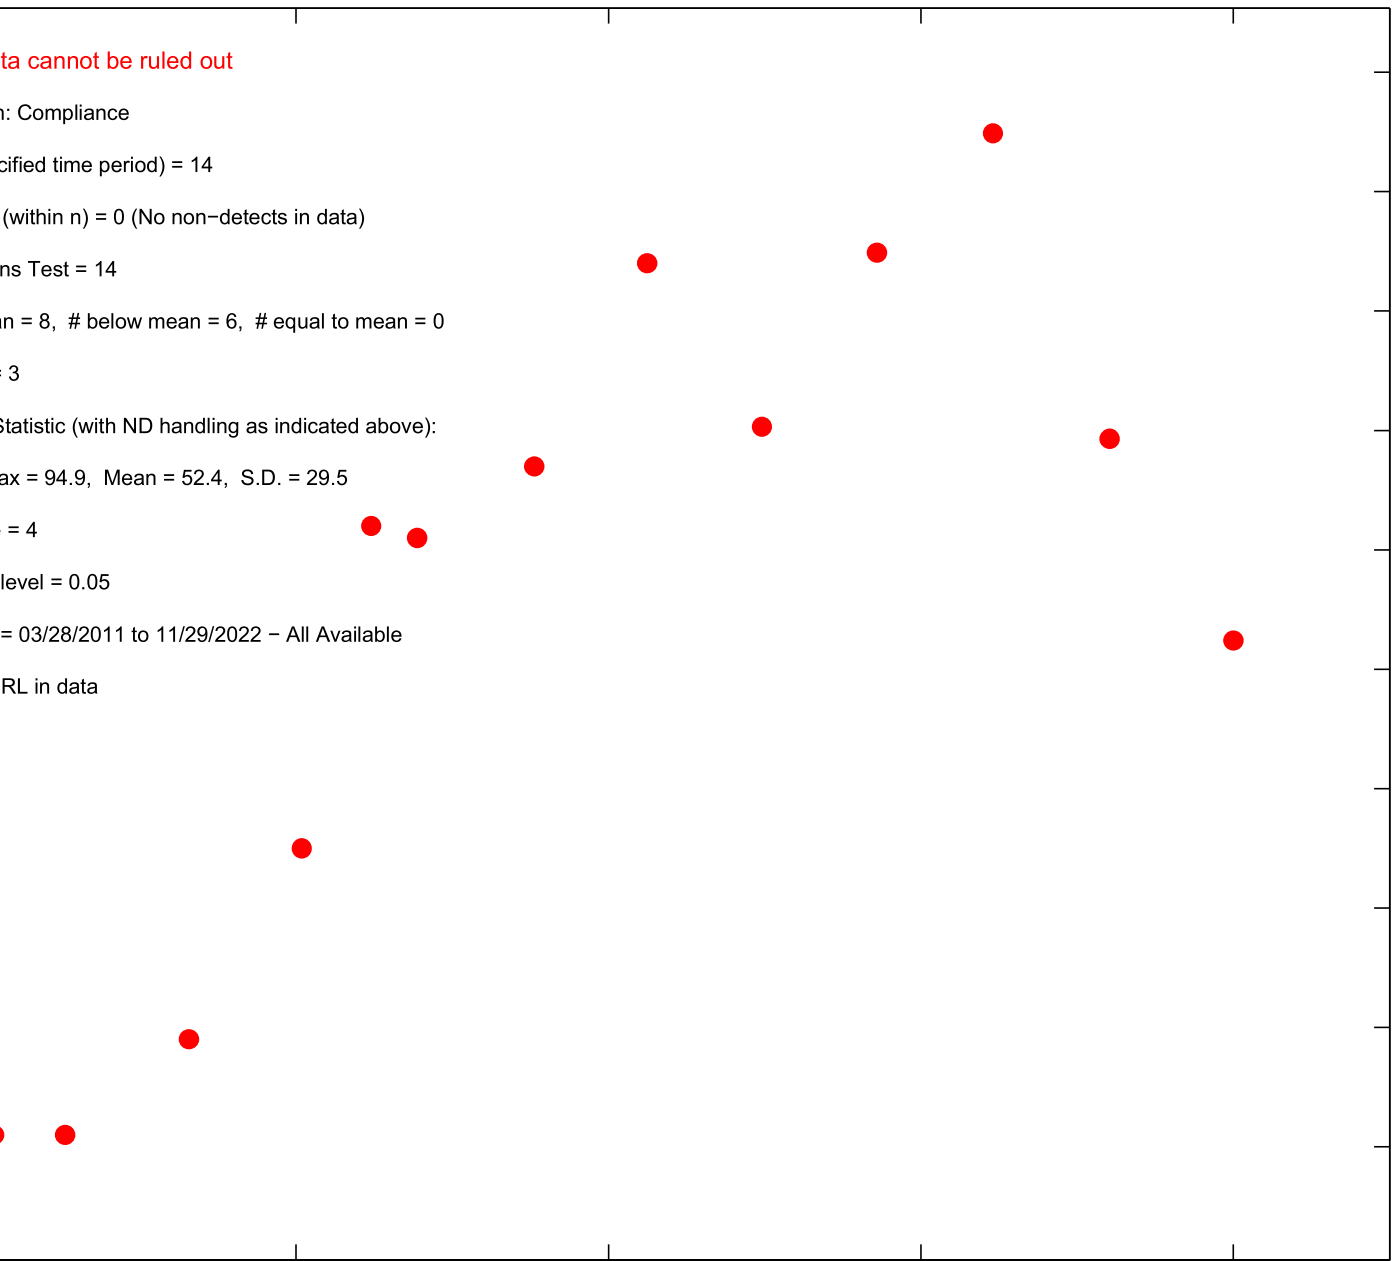 ta cannot be ruled out
n: Compliance
cified time period) = 14
(within n) = 0 (No non−detects in data)
ns Test = 14
an = 8,  # below mean = 6,  # equal to mean = 0
= 3
Statistic (with ND handling as indicated above):
ax = 94.9,  Mean = 52.4,  S.D. = 29.5
= 4
level = 0.05
= 03/28/2011 to 11/29/2022 − All Available
RL in data